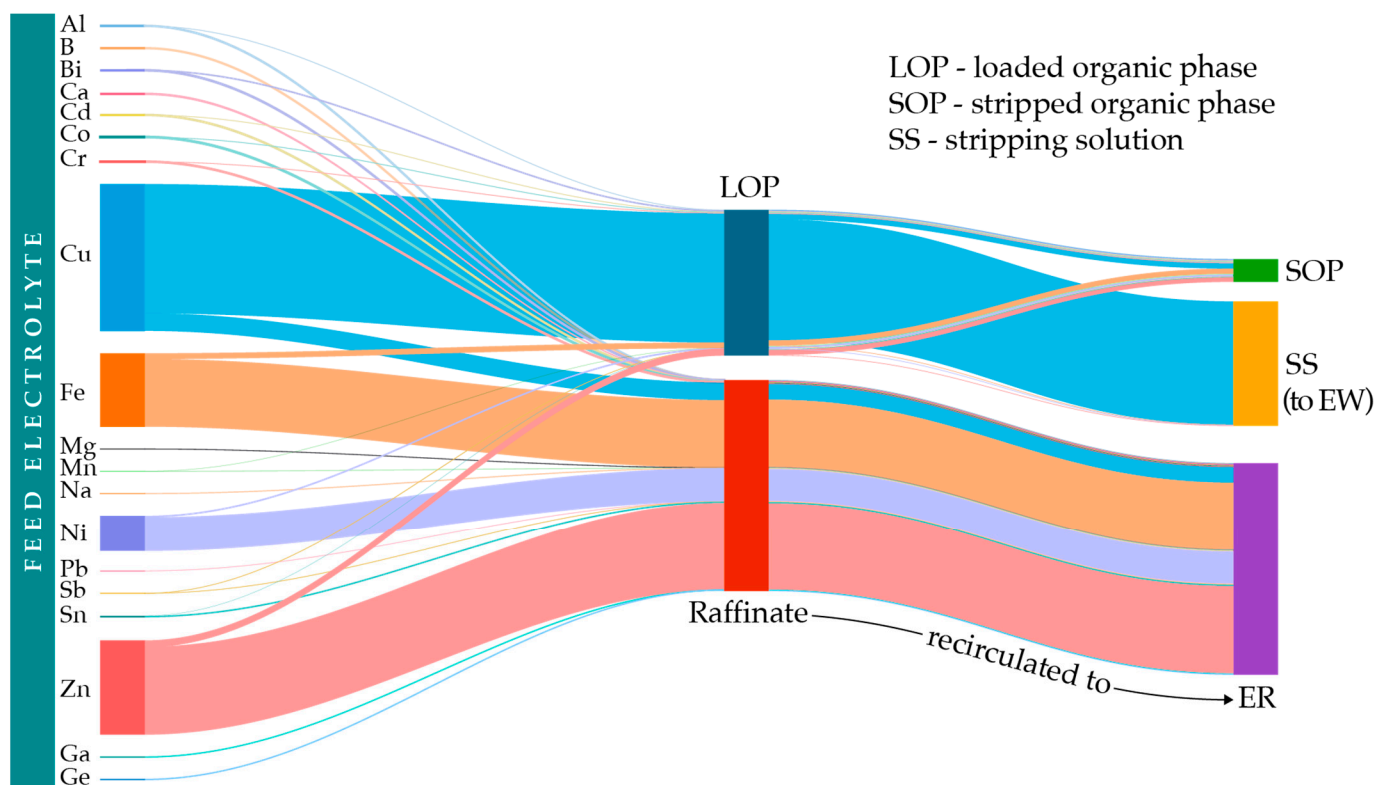 FEED ELECTROLYTE
Al
B
Bi
Ca
Cd
Co
Cr
Cu
Fe
Mg
Mn
Na
Ni
Pb
Sb
Sn
Zn
Ga
Ge
LOP - loaded organic phase
SOP - stripped organic phase
SS - stripping solution
LOP
Raffinate
recirculated to
SOP
SS
(to EW)
ER